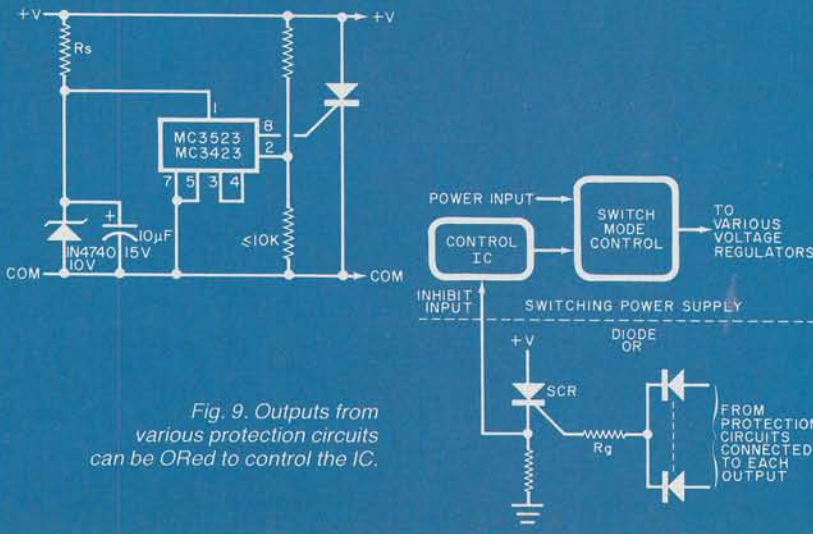 +V
+V
Rs
1
MC3523
MC3423
8
2
7
5
3
4
+
10µF
15V
IN4740
10V
≤10K
COM
COM
POWER INPUT
SWITCH
MODE
CONTROL
TO
VARIOUS
VOLTAGE
REGULATORS
CONTROL
IC
INHIBIT
INPUT
SWITCHING POWER SUPPLY
DIODE
OR
+V
SCR
Rg
FROM
PROTECTION
CIRCUITS
CONNECTED
TO EACH
OUTPUT
Fig. 9. Outputs from
various protection circuits
can be ORed to control the IC.